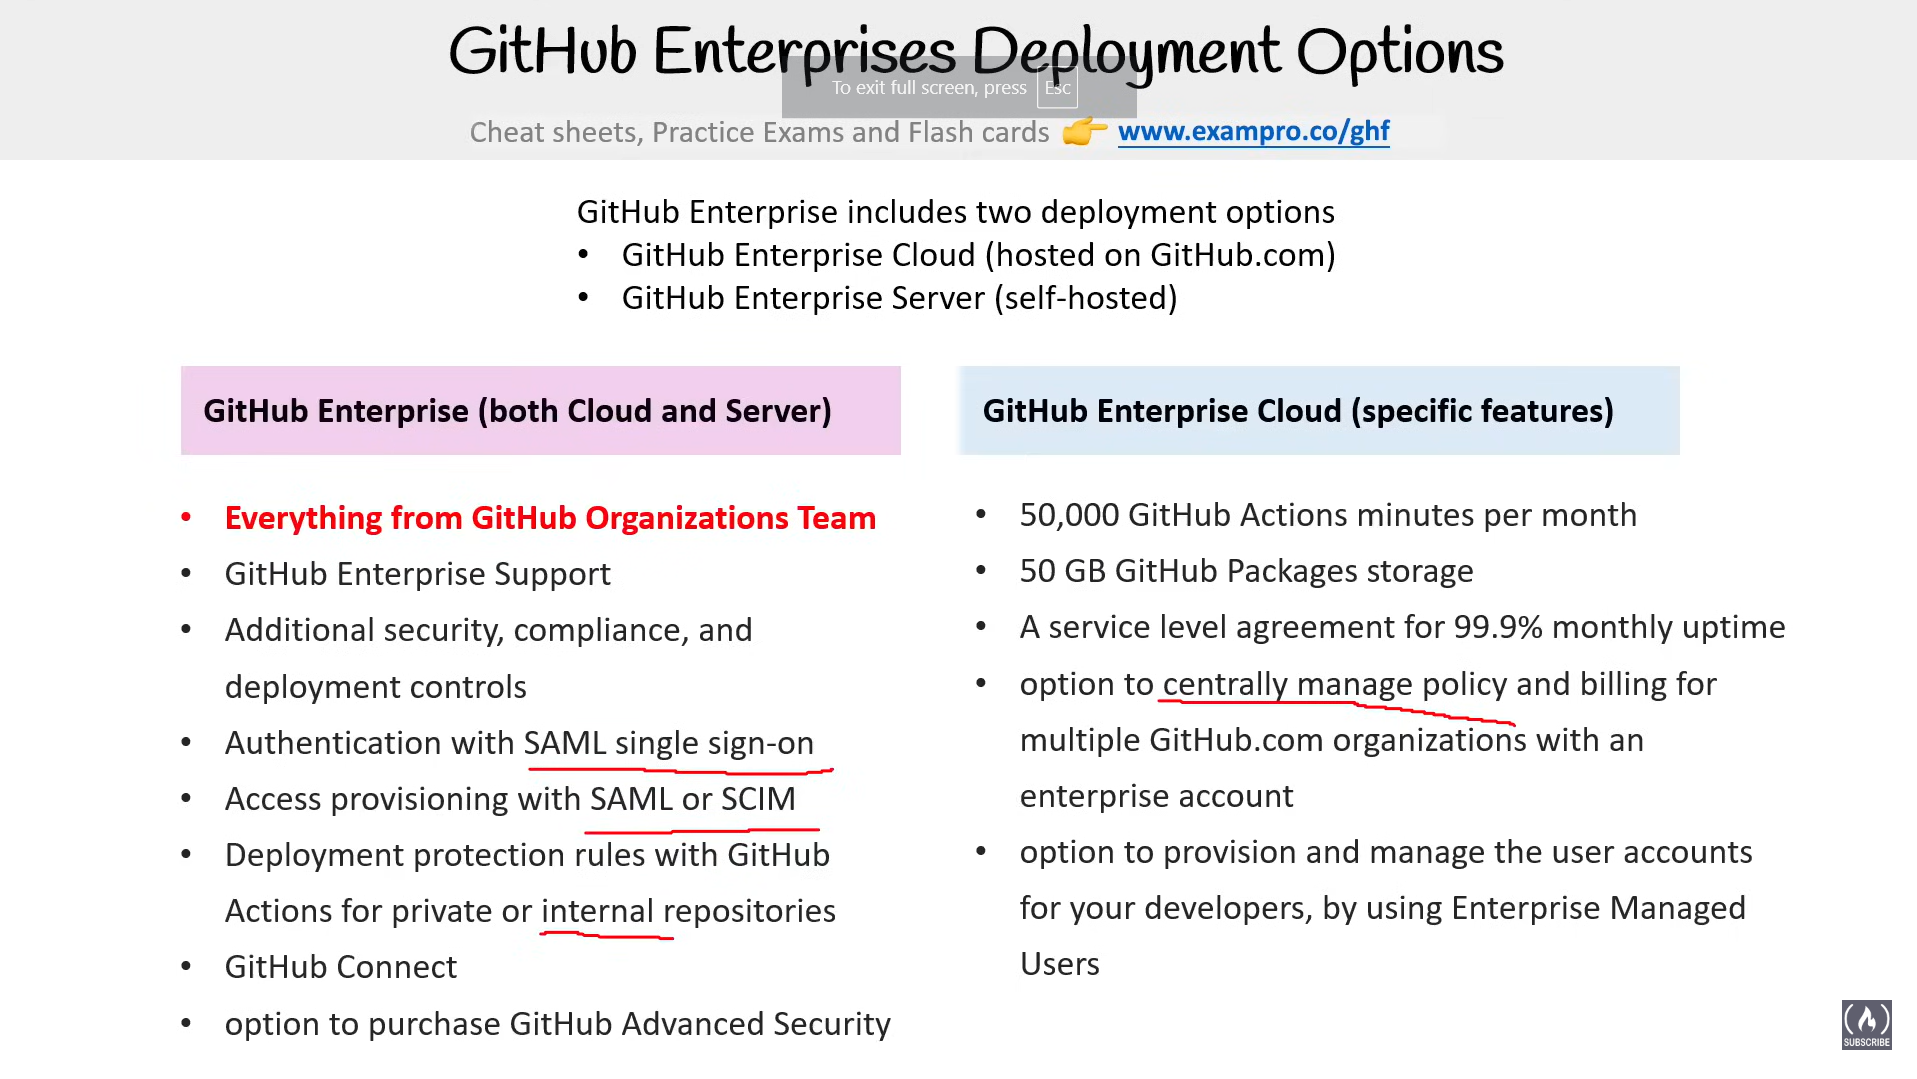 GitHub Enterprises Deployment Options
To exit full screen, press Esc
Cheat sheets, Practice Exams and Flash cards 👉 www.exampro.co/ghf
GitHub Enterprise includes two deployment options
• GitHub Enterprise Cloud (hosted on GitHub.com)
• GitHub Enterprise Server (self-hosted)
GitHub Enterprise (both Cloud and Server)
• Everything from GitHub Organizations Team
• GitHub Enterprise Support
• Additional security, compliance, and
deployment controls
• Authentication with SAML single sign-on
• Access provisioning with SAML or SCIM
• Deployment protection rules with GitHub
Actions for private or internal repositories
• GitHub Connect
• option to purchase GitHub Advanced Security
GitHub Enterprise Cloud (specific features)
• 50,000 GitHub Actions minutes per month
• 50 GB GitHub Packages storage
• A service level agreement for 99.9% monthly uptime
• option to centrally manage policy and billing for
multiple GitHub.com organizations with an
enterprise account
• option to provision and manage the user accounts
for your developers, by using Enterprise Managed
Users
SUBSCRIBE